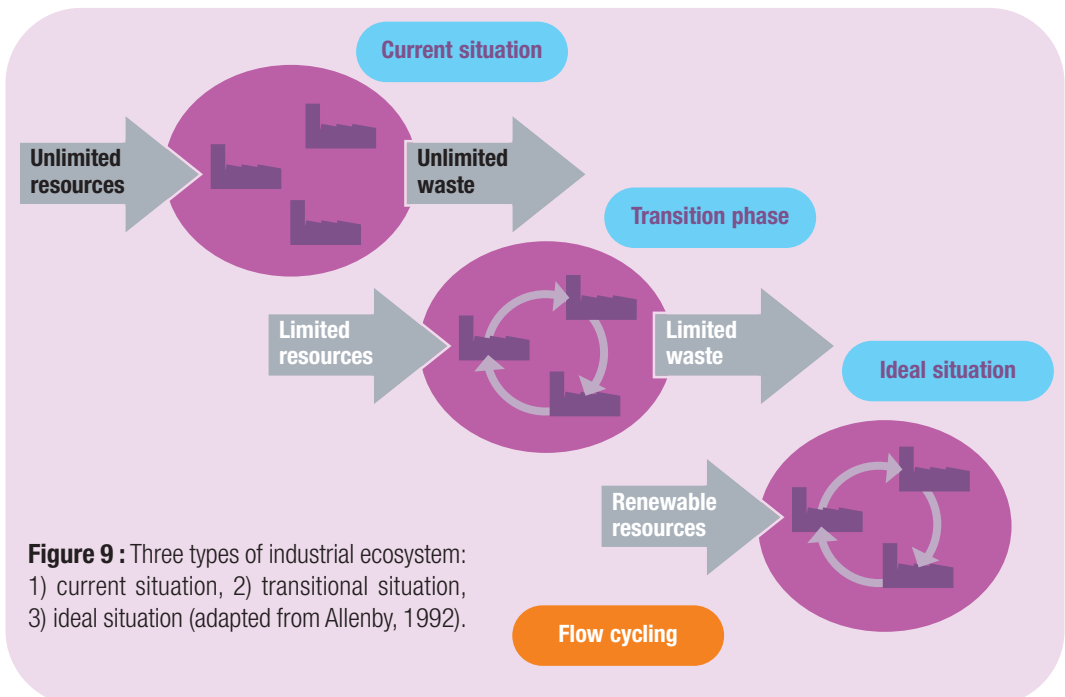 Current situation
Unlimited
resources
Unlimited
waste
Transition phase
Limited
resources
Limited
waste
Ideal situation
Renewable
resources
Figure 9 : Three types of industrial ecosystem:
1) current situation, 2) transitional situation,
3) ideal situation (adapted from Allenby, 1992).
Flow cycling